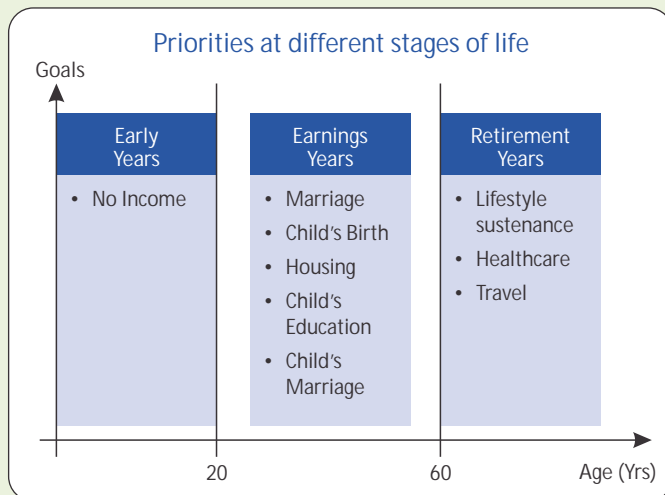 Priorities at different stages of life
Goals
Early
Years
• No Income
Earnings
Years
• Marriage
• Child's Birth
• Housing
• Child's
Education
• Child's
Marriage
Retirement
Years
• Lifestyle
sustenance
• Healthcare
• Travel
20
60
Age (Yrs)